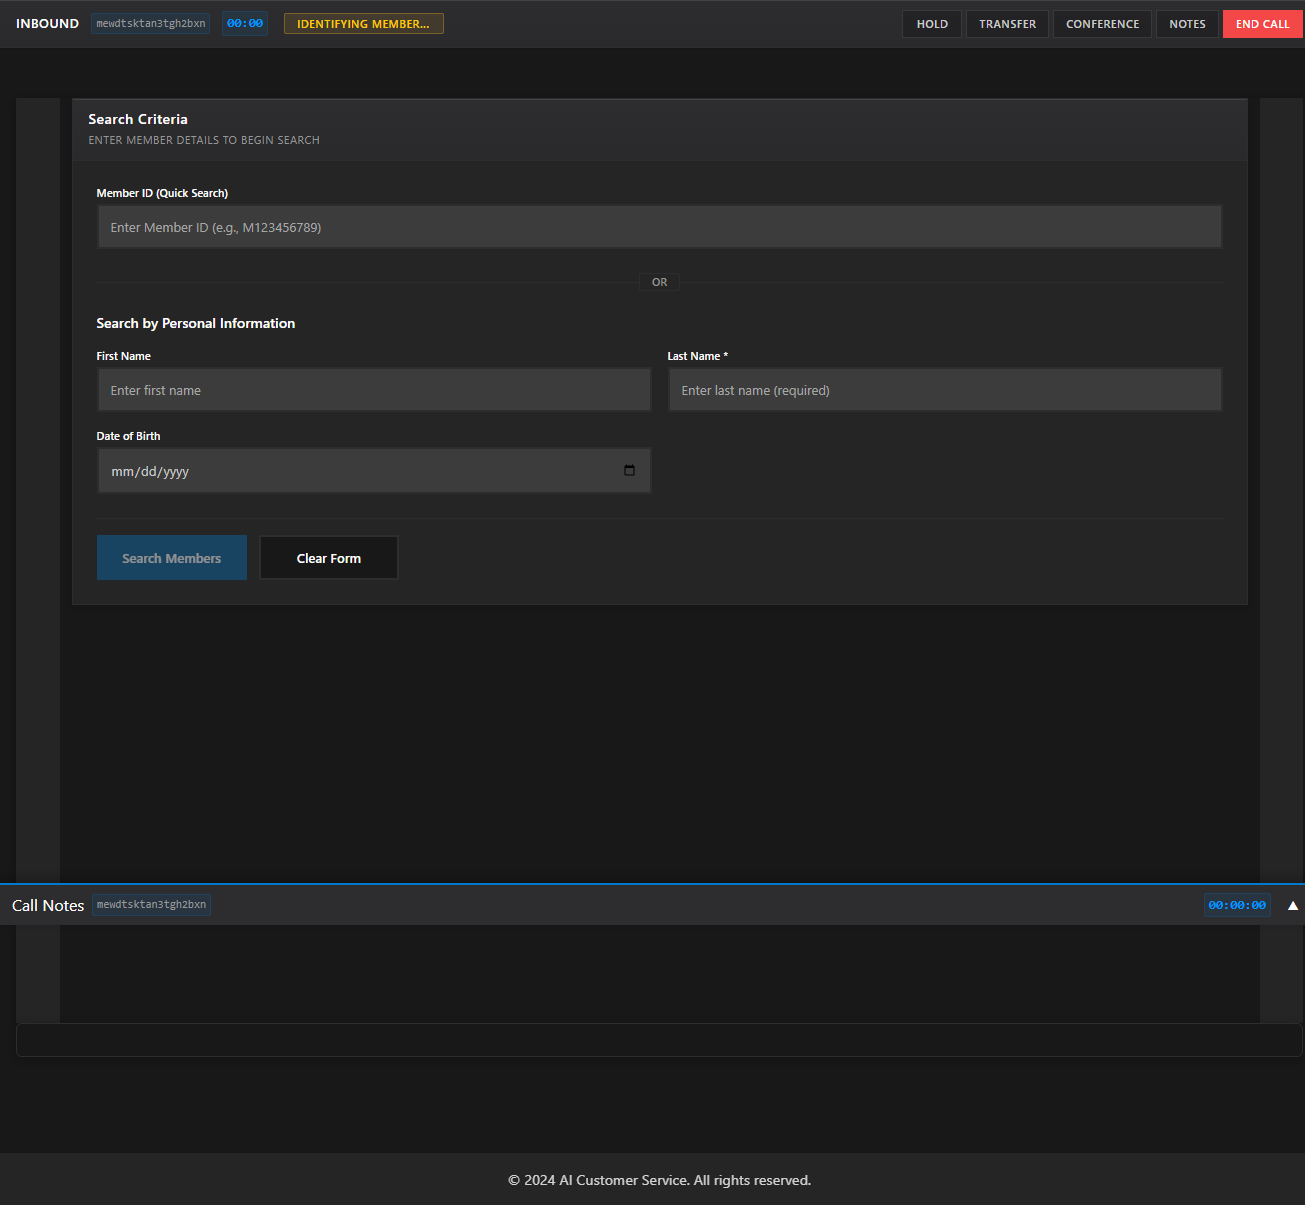 INBOUND mewdtsktan3tgh2bxn 00:00 IDENTIFYING MEMBER... HOLD TRANSFER CONFERENCE NOTES END CALL
Search Criteria
ENTER MEMBER DETAILS TO BEGIN SEARCH
Member ID (Quick Search)
Enter Member ID (e.g., M123456789)
OR
Search by Personal Information
First Name Last Name *
Enter first name Enter last name (required)
Date of Birth
mm/dd/yyyy
Search Members Clear Form
Call Notes mewdtsktan3tgh2bxn 00:00:00 ▲
© 2024 AI Customer Service. All rights reserved.